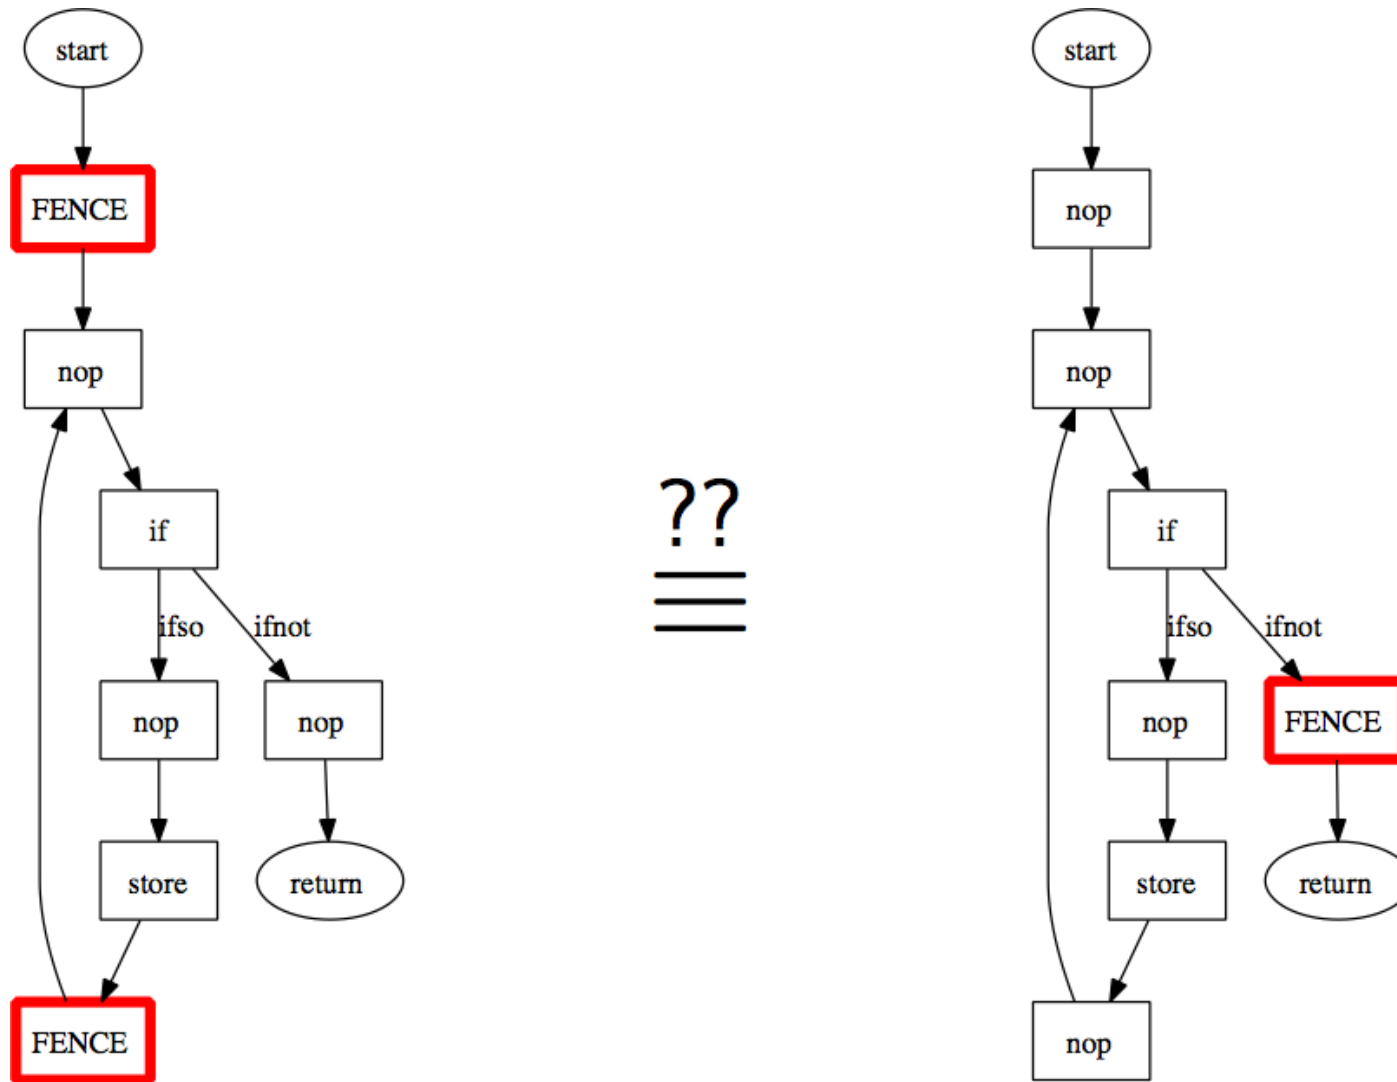 start
FENCE
nop
if
ifso
ifnot
nop
nop
store
return
FENCE
??
start
nop
nop
if
ifso
ifnot
nop
FENCE
store
return
nop